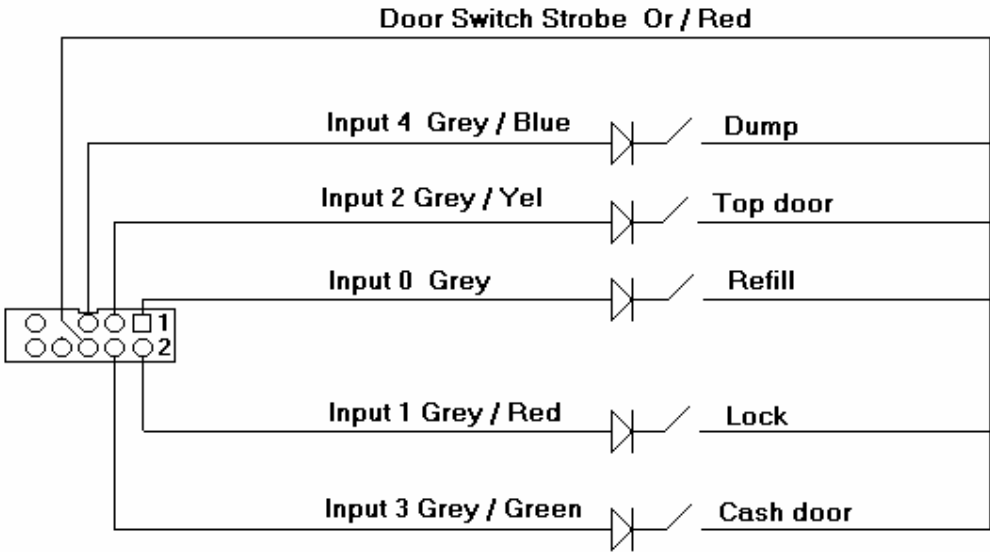 Door Switch Strobe Or / Red
Input 4 Grey / Blue
Dump
Input 2 Grey / Yel
Top door
Input 0 Grey
Refill
1
2
Input 1 Grey / Red
Lock
Input 3 Grey / Green
Cash door